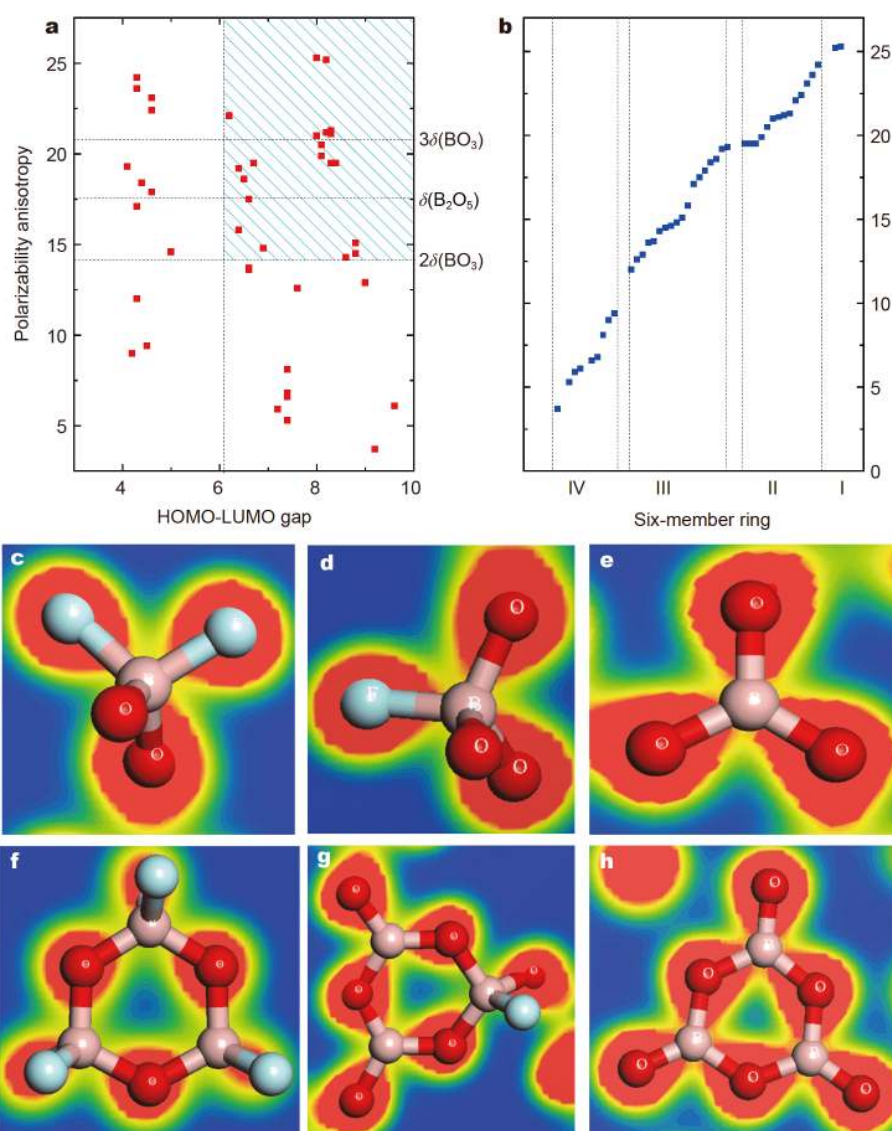 a
Polarizability anisotropy
25
20
15
10
5
4 6 8 10
HOMO-LUMO gap
3δ(BO₃)
δ(B₂O₅)
2δ(BO₃)
b
25
20
15
10
5
0
IV III II I
Six-member ring
c
O
d
O
F
B
O
O
e
O
O
O
f
g
h
O
O
O
O
O
O